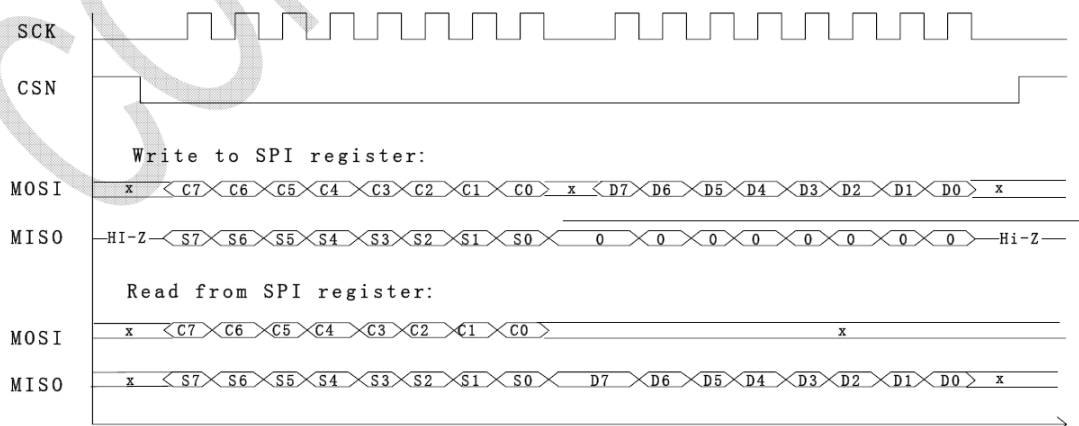 SCK
CSN
Write to SPI register:
MOSI x C7 C6 C5 C4 C3 C2 C1 C0 x D7 D6 D5 D4 D3 D2 D1 D0 x
MISO HI-Z S7 S6 S5 S4 S3 S2 S1 S0 0 0 0 0 0 0 0 0 Hi-Z
Read from SPI register:
MOSI x C7 C6 C5 C4 C3 C2 C1 C0 x
MISO x S7 S6 S5 S4 S3 S2 S1 S0 D7 D6 D5 D4 D3 D2 D1 D0 x